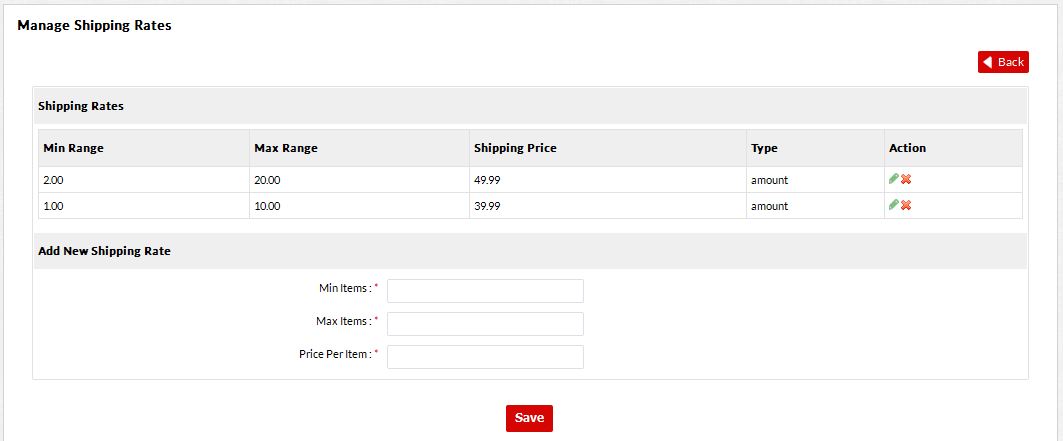 Manage Shipping Rates
Back
Shipping Rates
Min Range Max Range Shipping Price Type Action
2.00 20.00 49.99 amount
1.00 10.00 39.99 amount
Add New Shipping Rate
Min Items : *
Max Items : *
Price Per Item : *
Save